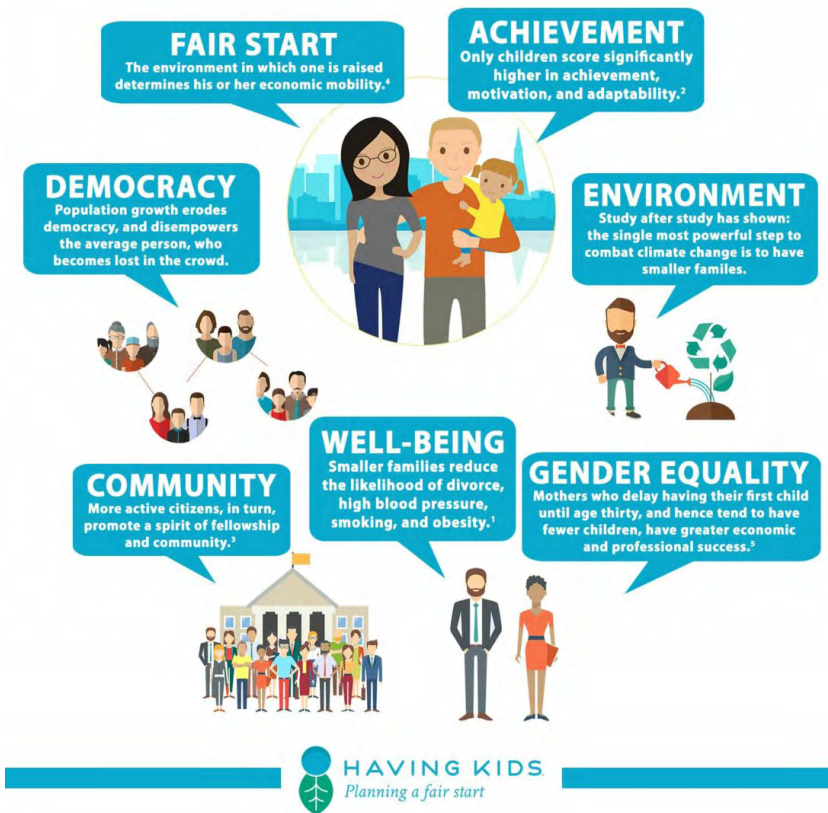 FAIR START
The environment in which one is raised
determines his or her economic mobility.⁴
ACHIEVEMENT
Only children score significantly
higher in achievement,
motivation, and adaptability.²
DEMOCRACY
Population growth erodes
democracy, and disempowers
the average person, who
becomes lost in the crowd.
ENVIRONMENT
Study after study has shown:
the single most powerful step to
combat climate change is to have
smaller familes.
COMMUNITY
More active citizens, in turn,
promote a spirit of fellowship
and community.³
WELL-BEING
Smaller families reduce
the likelihood of divorce,
high blood pressure,
smoking, and obesity.¹
GENDER EQUALITY
Mothers who delay having their first child
until age thirty, and hence tend to have
fewer children, have greater economic
and professional success.⁵
HAVING KIDS
Planning a fair start